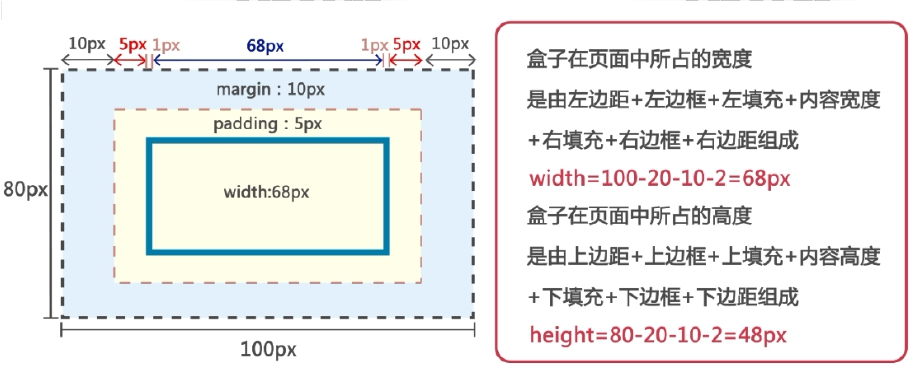 10px 5px 1px 68px 1px 5px 10px
margin：10px
padding：5px
80px
width:68px
100px
盒子在页面中所占的宽度
是由左边距+左边框+左填充+内容宽度
+右填充+右边框+右边距组成
width=100-20-10-2=68px
盒子在页面中所占的高度
是由上边距+上边框+上填充+内容高度
+下填充+下边框+下边距组成
height=80-20-10-2=48px